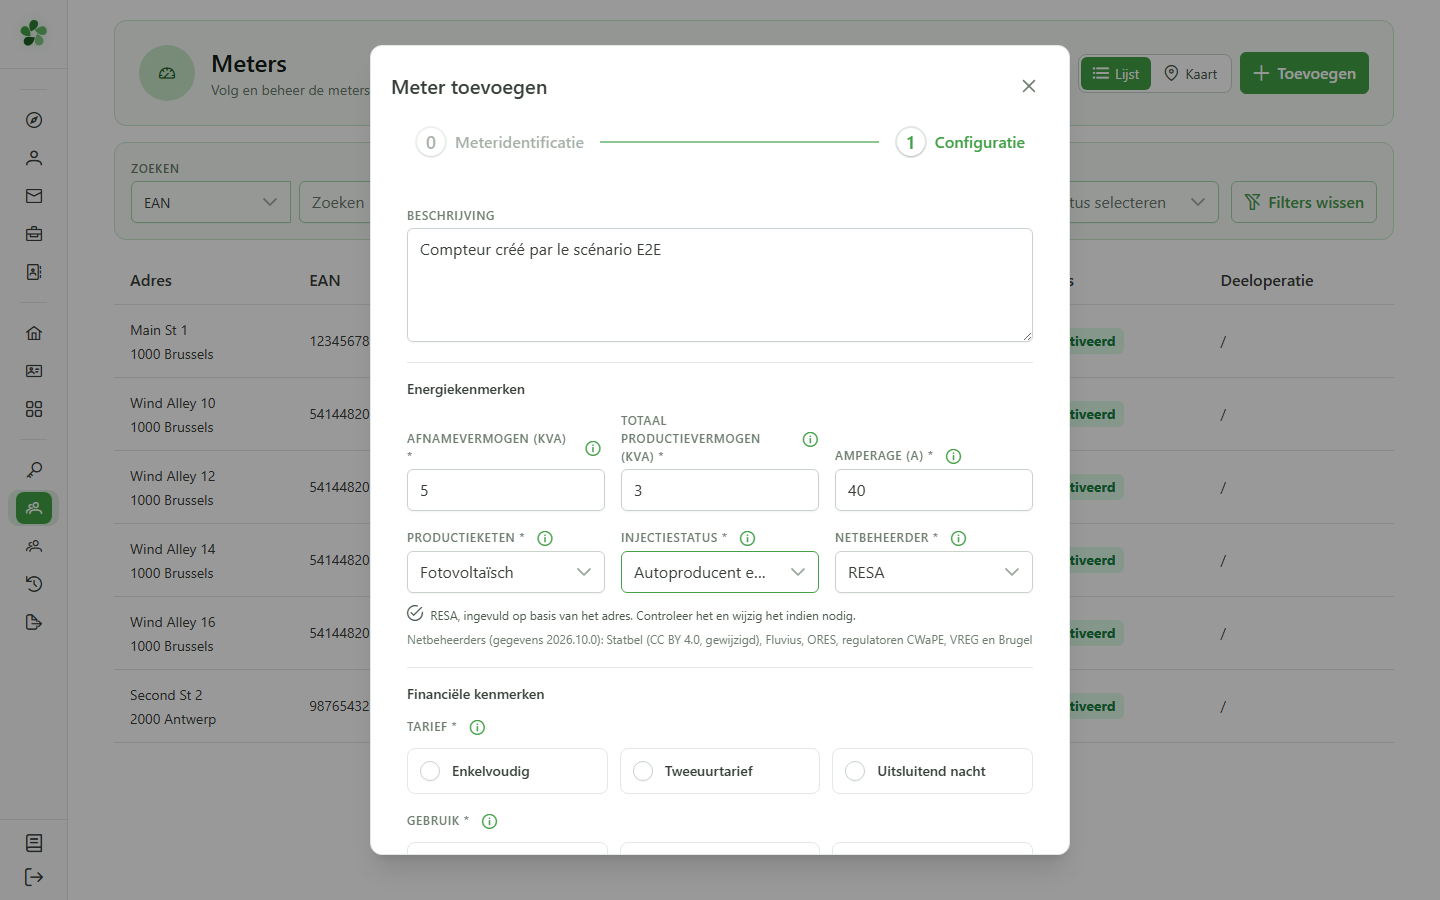 Meters
Volg en beheer de meters
Lijst
Kaart
Toevoegen
ZOEKEN
EAN
Zoeken
tus selecteren
Filters wissen
Adres
EAN
s
Deeloperatie
Main St 1
1000 Brussels
12345678
tiveerd
/
Wind Alley 10
1000 Brussels
54144820
tiveerd
/
Wind Alley 12
1000 Brussels
54144820
tiveerd
/
Wind Alley 14
1000 Brussels
54144820
tiveerd
/
Wind Alley 16
1000 Brussels
54144820
tiveerd
/
Second St 2
2000 Antwerp
98765432
tiveerd
/
Meter toevoegen
0 Meteridentificatie
1 Configuratie
BESCHRIJVING
Compteur créé par le scénario E2E
Energiekenmerken
AFNAMEVERMOGEN (KVA)
*
5
TOTAAL
PRODUCTIEVERMOGEN
(KVA) *
3
AMPERAGE (A) *
40
PRODUCTIEKETEN *
Fotovoltaïsch
INJECTIESTATUS *
Autoproducent e...
NETBEHEERDER *
RESA
RESA, ingevuld op basis van het adres. Controleer het en wijzig het indien nodig.
Netbeheerders (gegevens 2026.10.0): Statbel (CC BY 4.0, gewijzigd), Fluvius, ORES, regulatoren CWaPE, VREG en Brugel
Financiële kenmerken
TARIEF *
Enkelvoudig
Tweeuurtarief
Uitsluitend nacht
GEBRUIK *